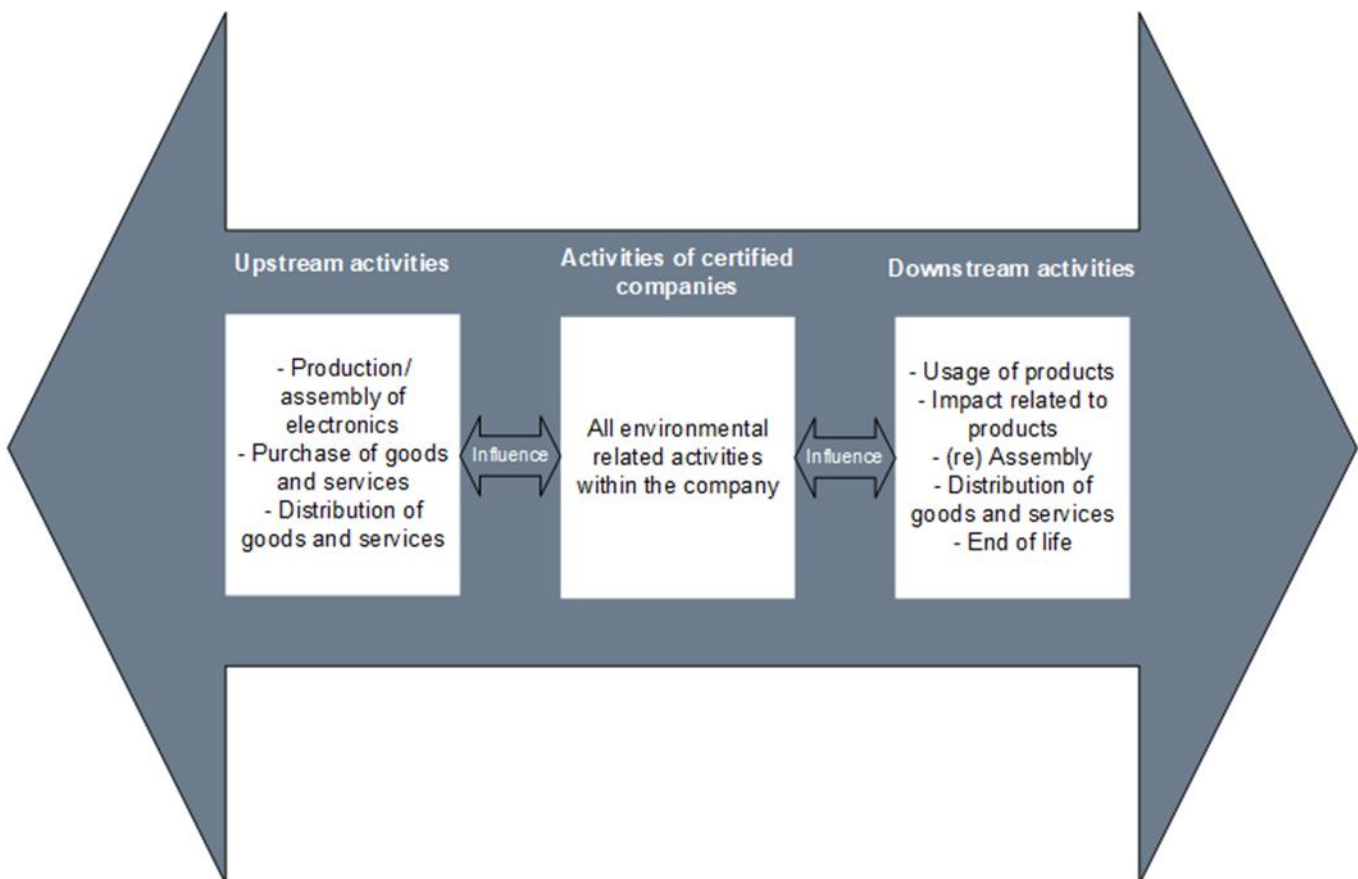 Upstream activities
- Production/
assembly of
electronics
- Purchase of goods
and services
- Distribution of
goods and services
Influence
Activities of certified
companies
All environmental
related activities
within the company
Influence
Downstream activities
- Usage of products
- Impact related to
products
- (re) Assembly
- Distribution of
goods and services
- End of life